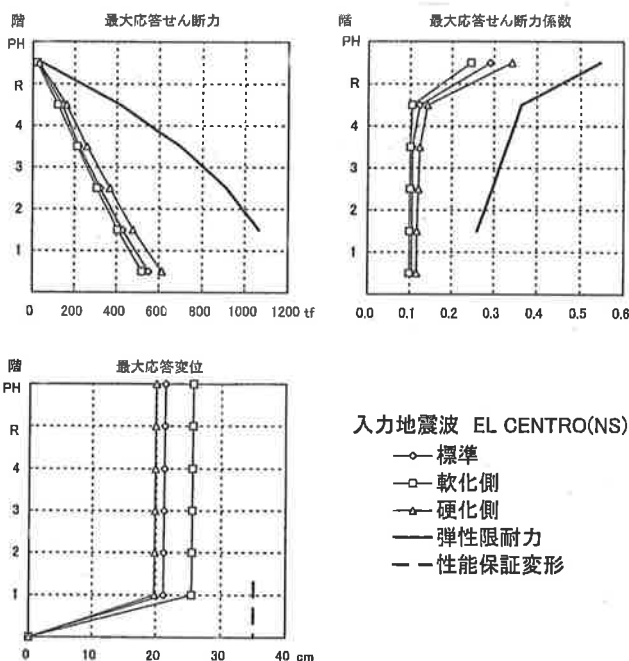 階 最大応答せん断力
PH
R
4
3
2
1
0 200 400 600 800 1000 1200 tf
階 最大応答せん断力係数
PH
R
4
3
2
1
0.0 0.1 0.2 0.3 0.4 0.5 0.6
階 最大応答変位
PH
R
4
3
2
1
0 10 20 30 40 cm
入力地震波 EL CENTRO(NS)
標準
軟化側
硬化側
弾性限耐力
性能保証変形